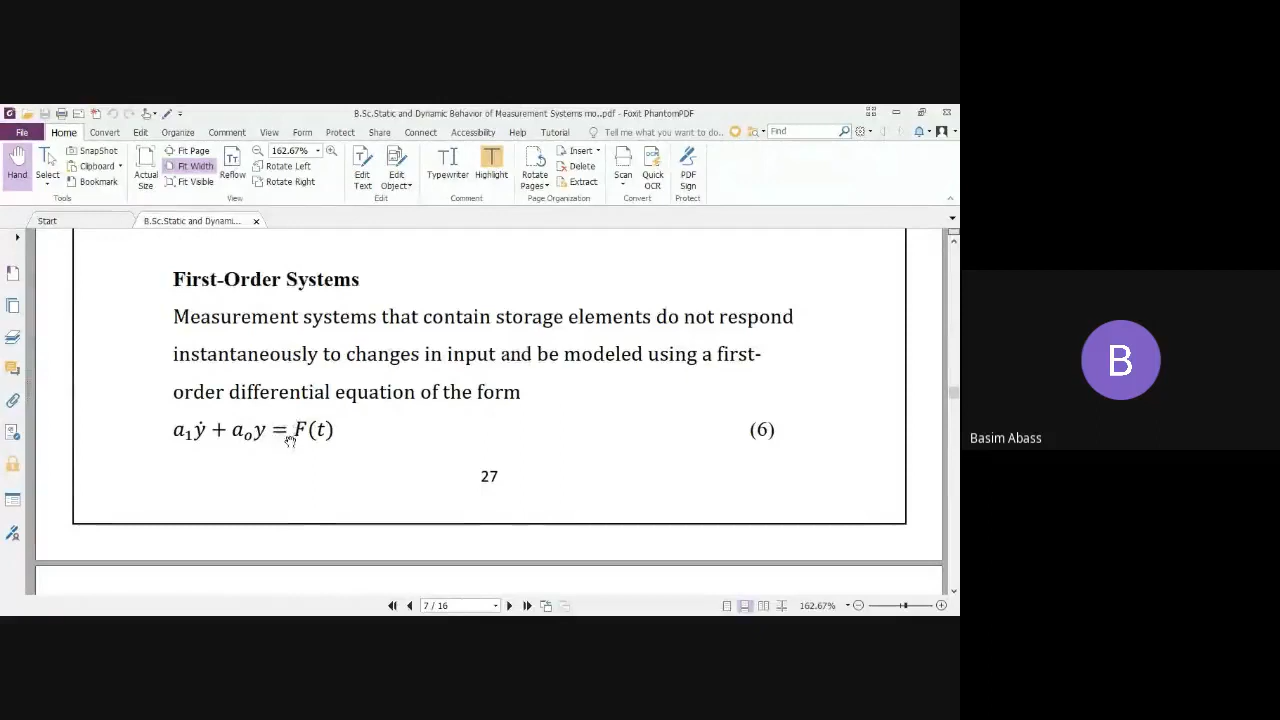 B.Sc.Static and Dynamic Behavior of Measurement Systems mo..pdf - Foxit PhantomPDF
File Home Convert Edit Organize Comment View Form Protect Share Connect Accessibility Help Tutorial Tell me what you want to do.. Find
Hand Select SnapShot Clipboard Bookmark Actual Size Fit Page Fit Width Fit Visible Reflow 162.67% Rotate Left Rotate Right Edit Text Edit Object Typewriter Highlight Rotate Pages Insert Delete Extract Scan Quick OCR PDF Sign
Tools View Edit Comment Page Organization Convert Protect
Start B.Sc.Static and Dynami...
First-Order Systems
Measurement systems that contain storage elements do not respond
instantaneously to changes in input and be modeled using a first-
order differential equation of the form
a₁ẏ + aₒy = F(t) (6)
27
7 / 16 162.67%
B
Basim Abass